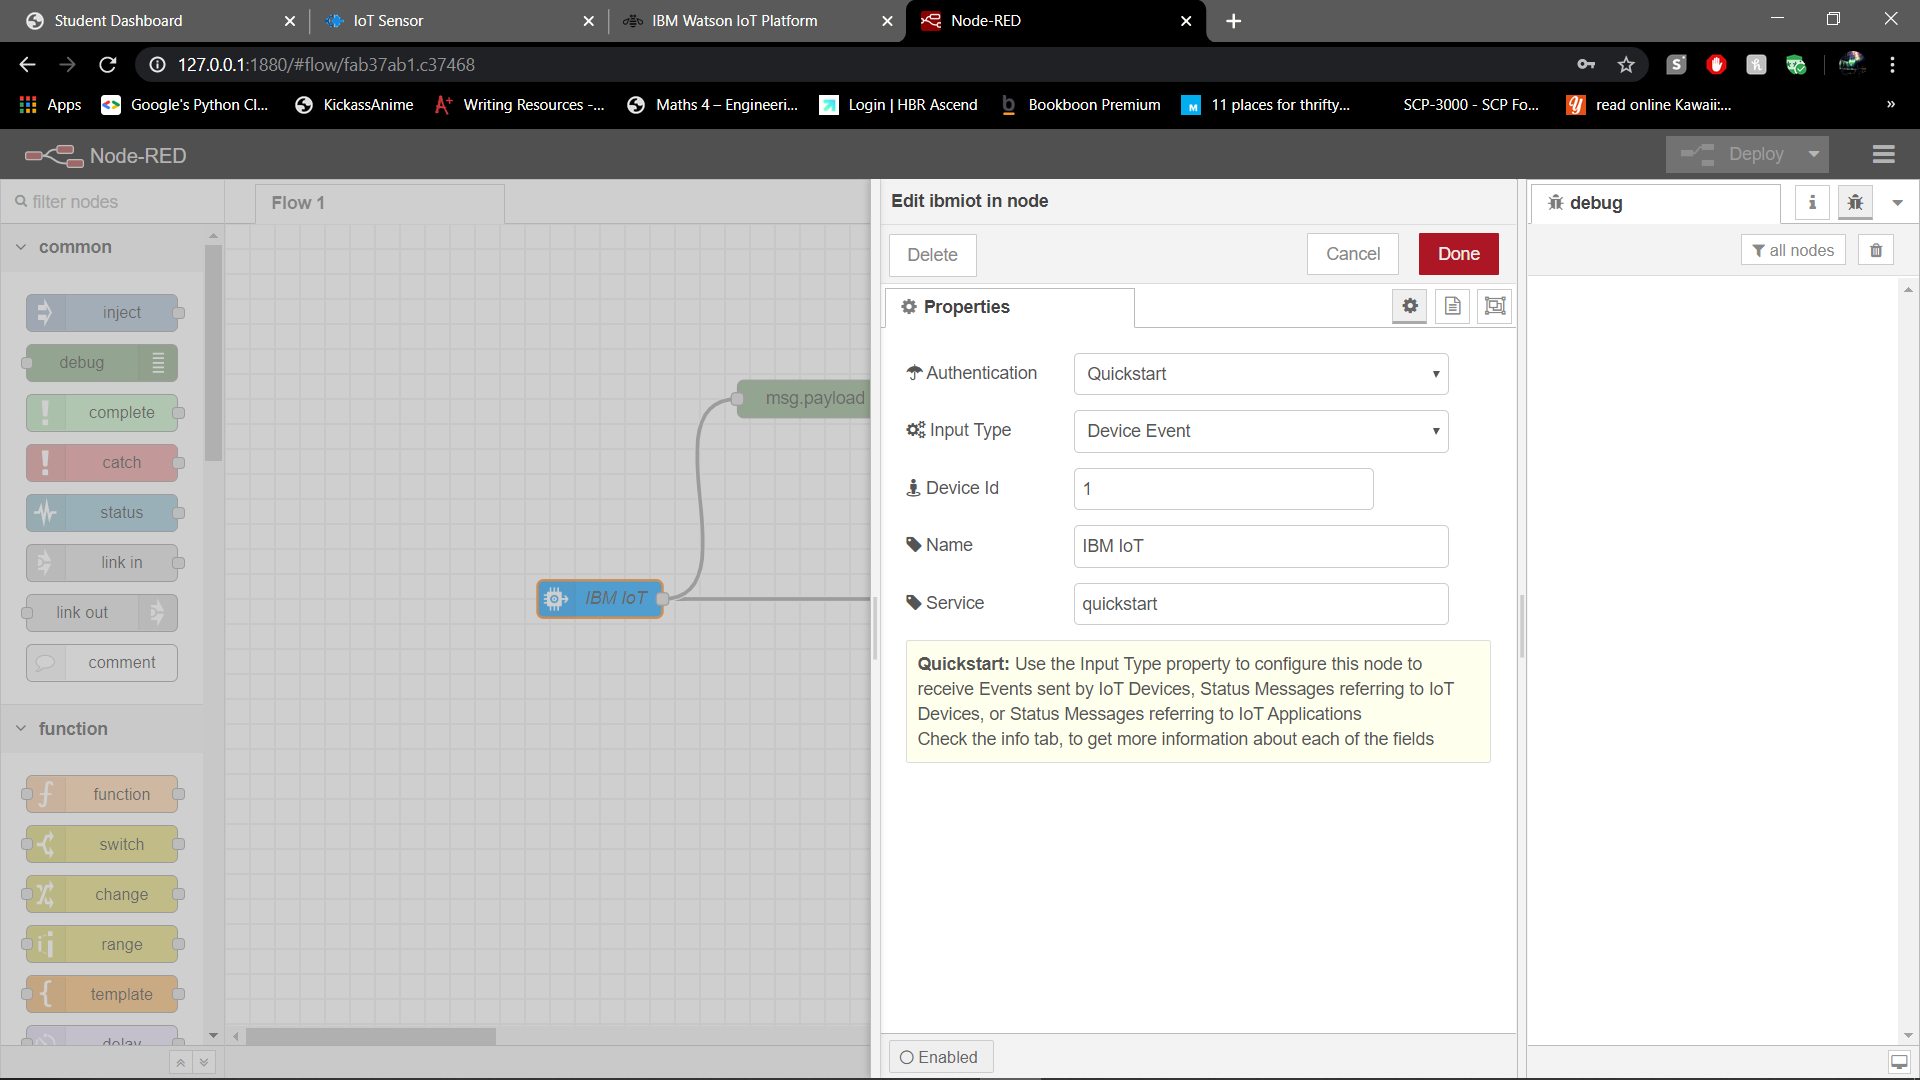 Student Dashboard
IoT Sensor
IBM Watson IoT Platform
Node-RED
127.0.0.1:1880/#flow/fab37ab1.c37468
Apps
Google's Python Cl...
KickassAnime
Writing Resources -...
Maths 4 – Engineeri...
Login | HBR Ascend
Bookboon Premium
11 places for thrifty...
SCP-3000 - SCP Fo...
read online Kawaii:...
»
Node-RED
Deploy
filter nodes
Flow 1
Edit ibmiot in node
debug
Delete
Cancel
Done
all nodes
Properties
common
inject
debug
complete
catch
status
link in
link out
comment
function
function
switch
change
range
template
delay
msg.payload
IBM IoT
Authentication
Quickstart
Input Type
Device Event
Device Id
1
Name
IBM IoT
Service
quickstart
Quickstart: Use the Input Type property to configure this node to
receive Events sent by IoT Devices, Status Messages referring to IoT
Devices, or Status Messages referring to IoT Applications
Check the info tab, to get more information about each of the fields
Enabled